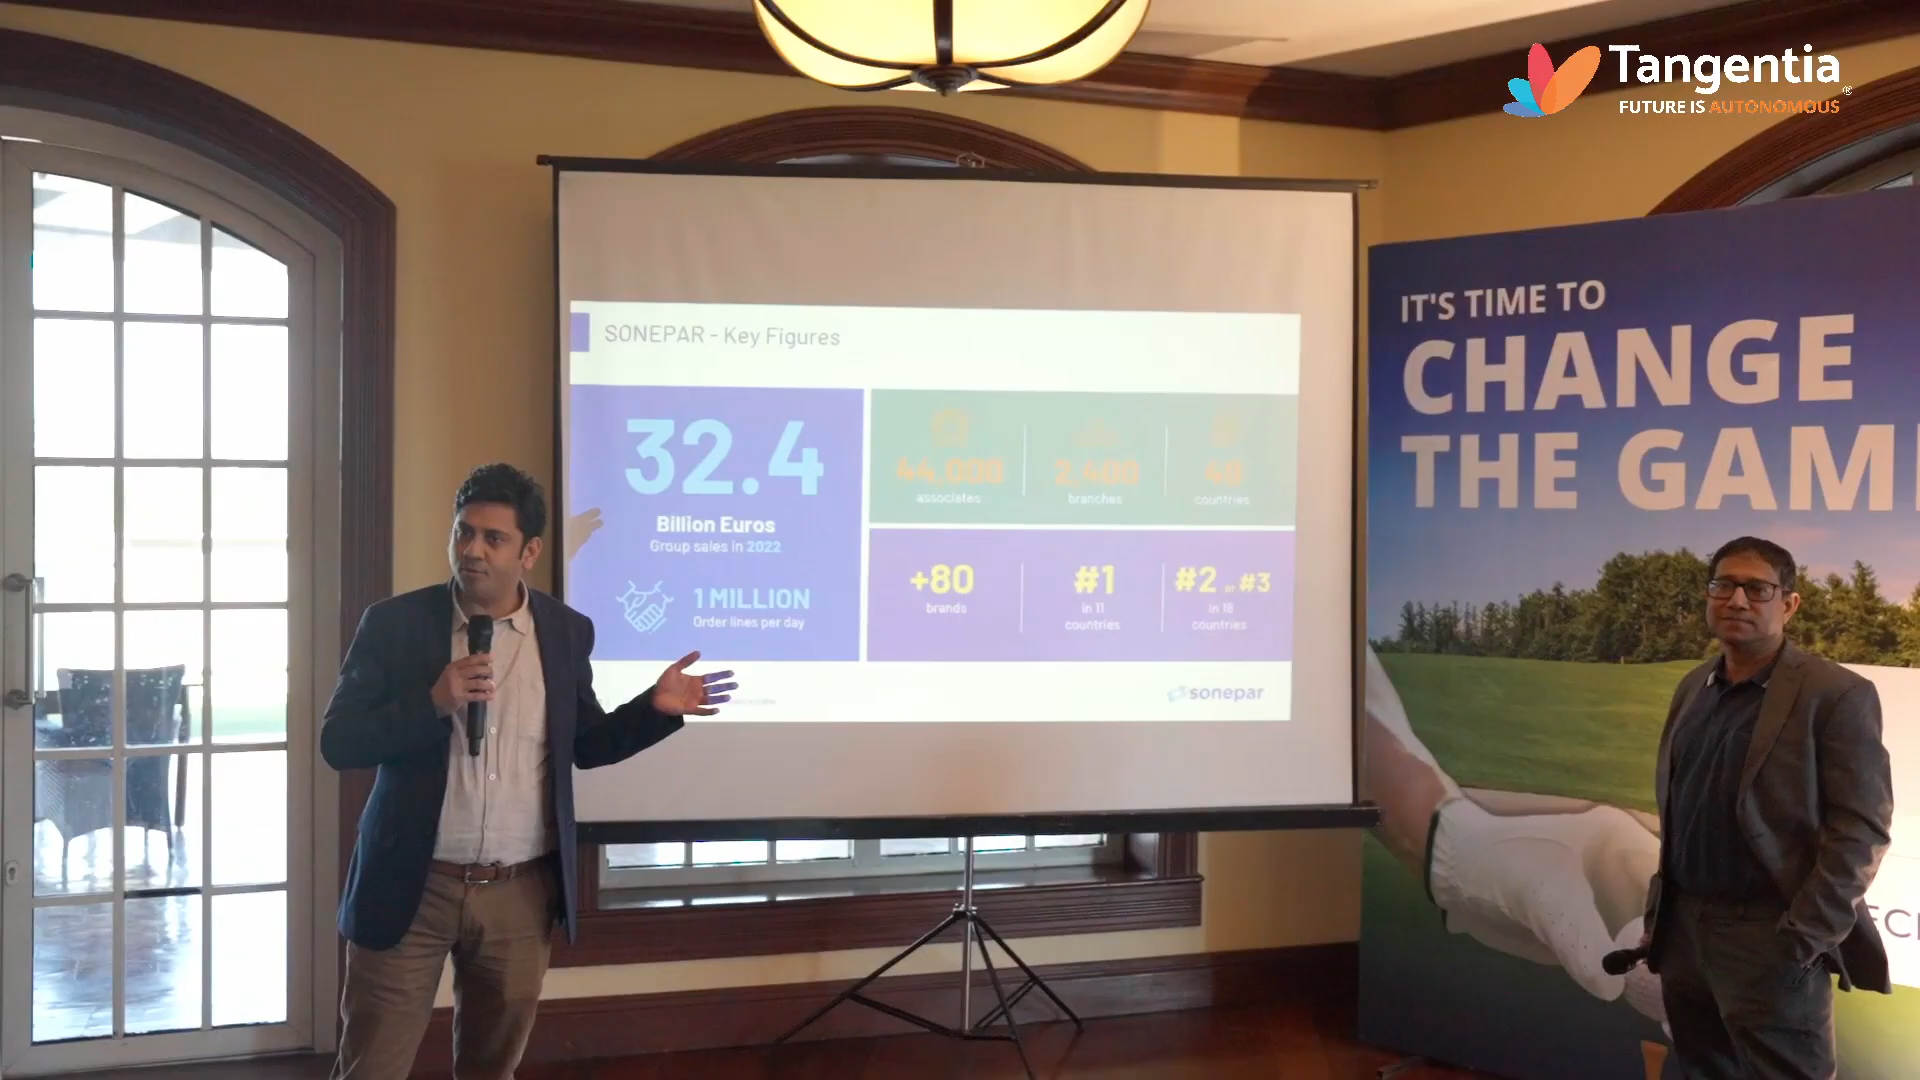 Tangentia®
FUTURE IS AUTONOMOUS
SONEPAR - Key Figures
32.4
Billion Euros
Group sales in 2022
1 MILLION
Order lines per day
44,000
associates
2,400
branches
40
countries
+80
brands
#1
in 11
countries
#2 or #3
in 18
countries
sonepar
IT'S TIME TO
CHANGE
THE GAM